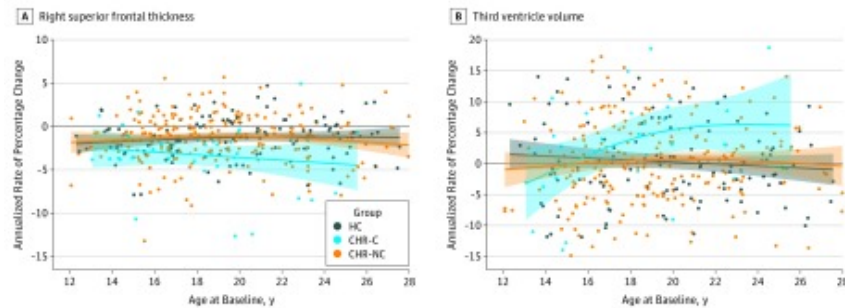 A Right superior frontal thickness
10
5
0
-5
-10
-15
Annualized Rate of Percentage Change
12 14 16 18 20 22 24 26 28
Age at Baseline, y
Group
HC
CHR-C
CHR-NC
B Third ventricle volume
20
15
10
5
0
-5
-10
-15
Annualized Rate of Percentage Change
12 14 16 18 20 22 24 26 28
Age at Baseline, y